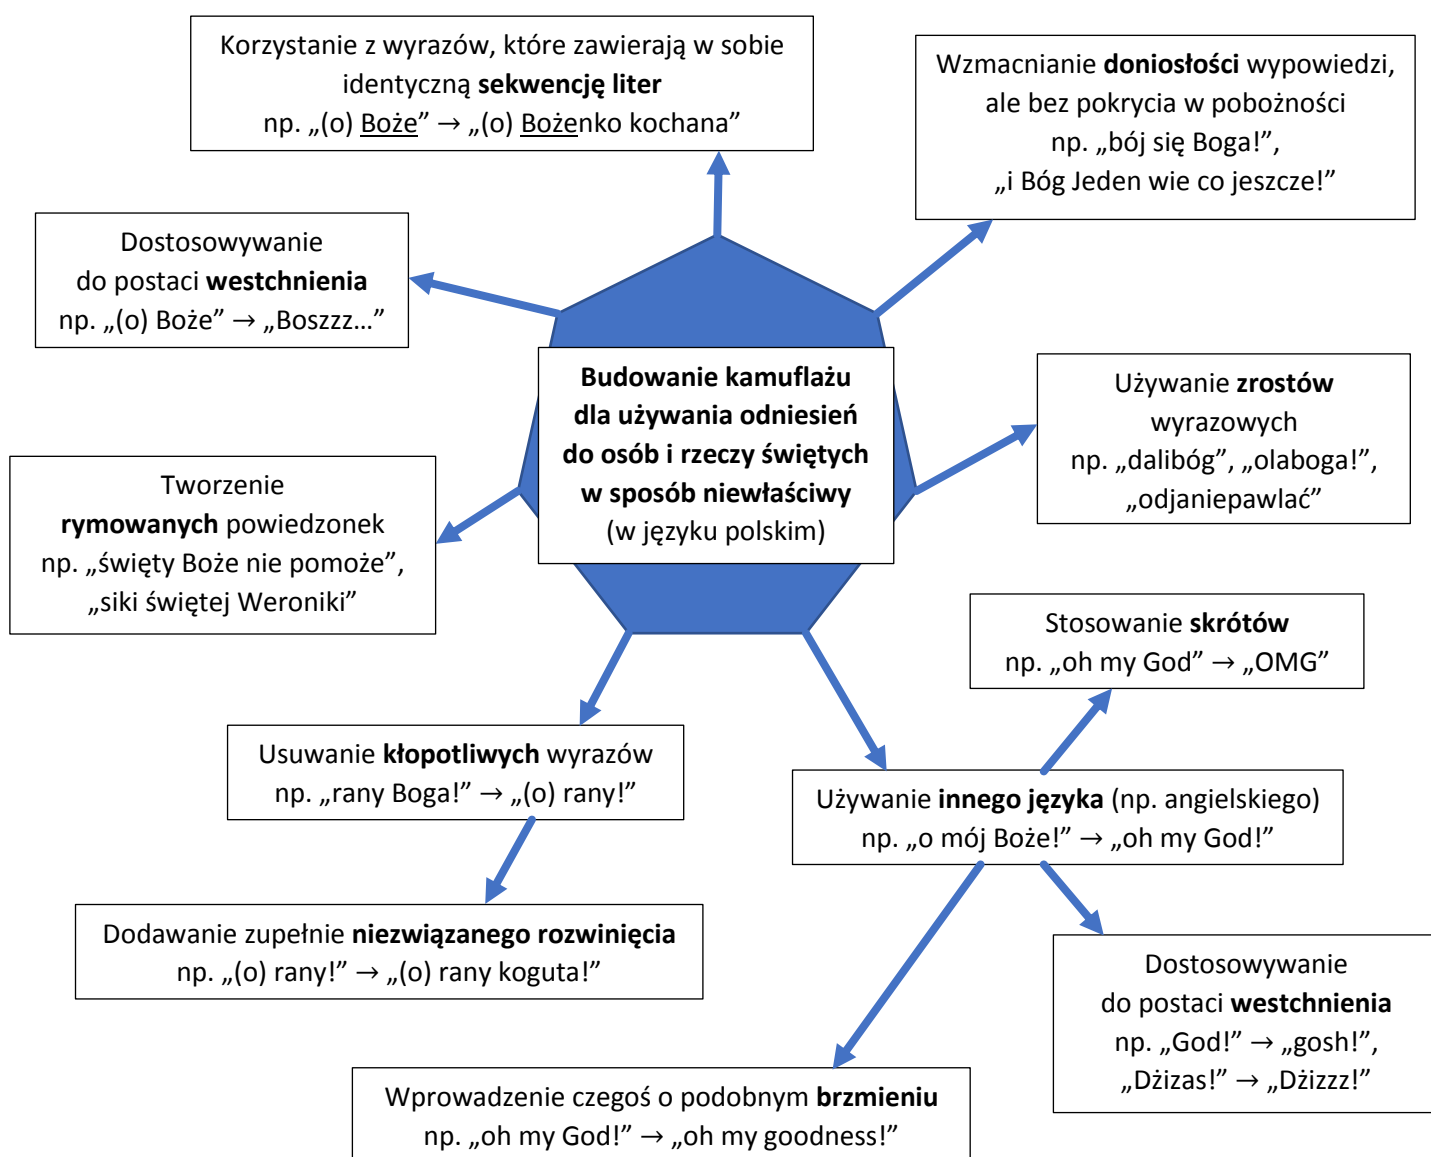 Korzystanie z wyrazów, które zawierają w sobie
identyczną sekwencję liter
np. „(o) Boże” → „(o) Bożenko kochana”
Wzmacnianie doniosłości wypowiedzi,
ale bez pokrycia w pobożności
np. „bój się Boga!”,
„i Bóg Jeden wie co jeszcze!”
Dostosowywanie
do postaci westchnienia
np. „(o) Boże” → „Boszzz...”
Budowanie kamuflażu
dla używania odniesień
do osób i rzeczy świętych
w sposób niewłaściwy
(w języku polskim)
Używanie zrostów
wyrazowych
np. „dalibóg”, „olaboga!”,
„odjaniepawlać”
Tworzenie
rymowanych powiedzonek
np. „święty Boże nie pomoże”,
„siki świętej Weroniki”
Stosowanie skrótów
np. „oh my God” → „OMG”
Usuwanie kłopotliwych wyrazów
np. „rany Boga!” → „(o) rany!”
Używanie innego języka (np. angielskiego)
np. „o mój Boże!” → „oh my God!”
Dodawanie zupełnie niezwiązanego rozwinięcia
np. „(o) rany!” → „(o) rany koguta!”
Dostosowywanie
do postaci westchnienia
np. „God!” → „gosh!”,
„Dżizas!” → „Dżizzz!”
Wprowadzenie czegoś o podobnym brzmieniu
np. „oh my God!” → „oh my goodness!”